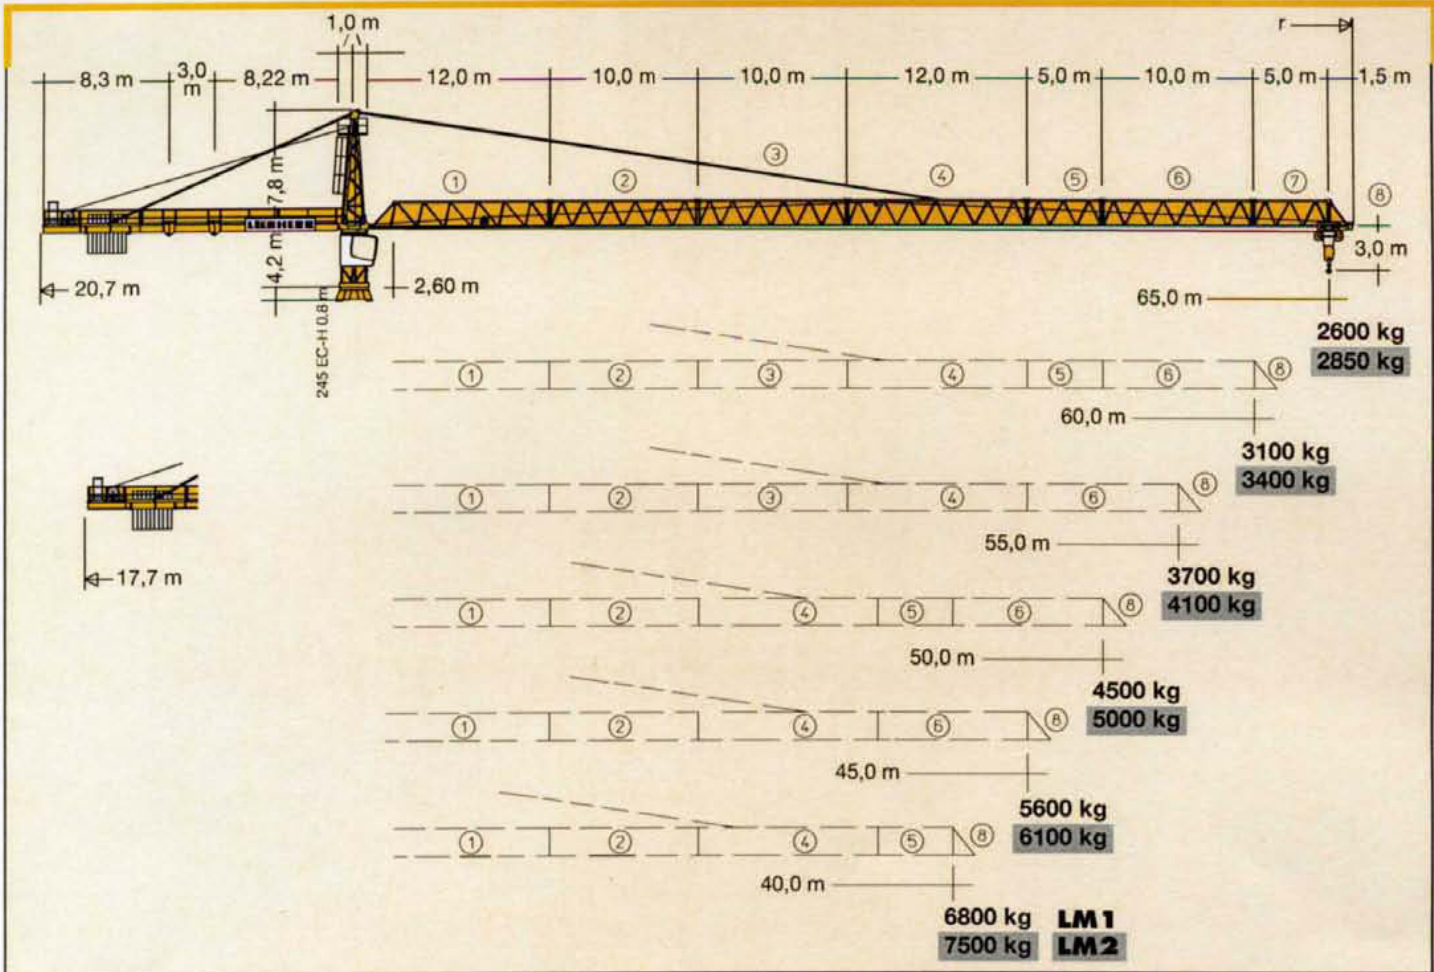 1,0 m
r
8,3 m
3,0 m
8,22 m
12,0 m
10,0 m
10,0 m
12,0 m
5,0 m
10,0 m
5,0 m
1,5 m
7,8 m
① ② ③ ④ ⑤ ⑥ ⑦ ⑧
LIEBHERR
4,2 m
3,0 m
20,7 m
2,60 m
65,0 m
245 EC-H 0.8 m
2600 kg
2850 kg
① ② ③ ④ ⑤ ⑥ ⑧
60,0 m
3100 kg
3400 kg
① ② ③ ④ ⑥ ⑧
55,0 m
17,7 m
3700 kg
4100 kg
① ② ④ ⑤ ⑥ ⑧
50,0 m
4500 kg
5000 kg
① ② ④ ⑥ ⑧
45,0 m
5600 kg
6100 kg
① ② ④ ⑤ ⑧
40,0 m
6800 kg LM 1
7500 kg LM 2